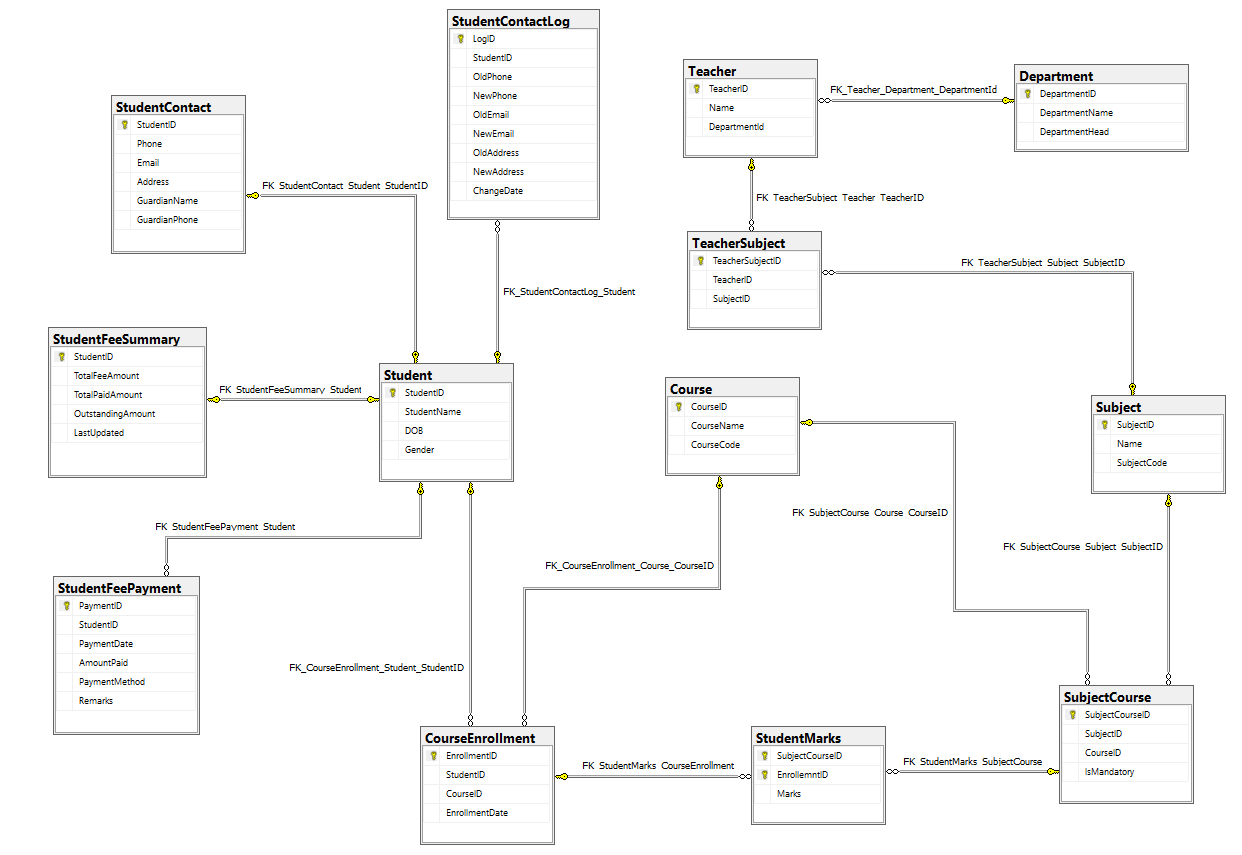 StudentContactLog
LogID
StudentID
OldPhone
NewPhone
OldEmail
NewEmail
OldAddress
NewAddress
ChangeDate
Teacher
TeacherID
Name
DepartmentId
FK_Teacher_Department_DepartmentId
Department
DepartmentID
DepartmentName
DepartmentHead
StudentContact
StudentID
Phone
Email
Address
GuardianName
GuardianPhone
FK_StudentContact_Student_StudentID
FK_TeacherSubject_Teacher_TeacherID
TeacherSubject
TeacherSubjectID
TeacherID
SubjectID
FK_TeacherSubject_Subject_SubjectID
FK_StudentContactLog_Student
StudentFeeSummary
StudentID
TotalFeeAmount
TotalPaidAmount
OutstandingAmount
LastUpdated
FK_StudentFeeSummary_Student
Student
StudentID
StudentName
DOB
Gender
Course
CourseID
CourseName
CourseCode
Subject
SubjectID
Name
SubjectCode
FK_SubjectCourse_Course_CourseID
FK_StudentFeePayment_Student
FK_SubjectCourse_Subject_SubjectID
FK_CourseEnrollment_Course_CourseID
StudentFeePayment
PaymentID
StudentID
PaymentDate
AmountPaid
PaymentMethod
Remarks
FK_CourseEnrollment_Student_StudentID
SubjectCourse
SubjectCourseID
SubjectID
CourseID
IsMandatory
CourseEnrollment
EnrollmentID
StudentID
CourseID
EnrollmentDate
FK_StudentMarks_CourseEnrollment
StudentMarks
SubjectCourseID
EnrollemntID
Marks
FK_StudentMarks_SubjectCourse